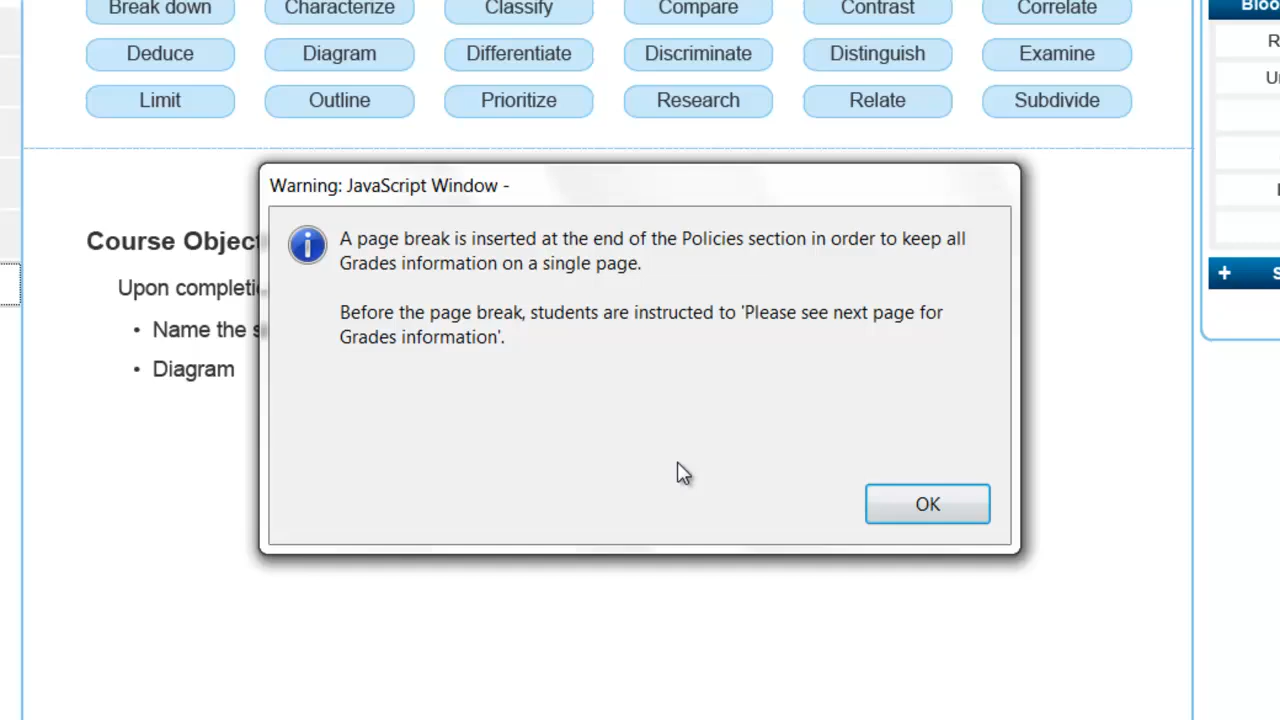 Break down Characterize Classify Compare Contrast Correlate
Deduce Diagram Differentiate Discriminate Distinguish Examine
Limit Outline Prioritize Research Relate Subdivide
Warning: JavaScript Window -
A page break is inserted at the end of the Policies section in order to keep all
Grades information on a single page.
Before the page break, students are instructed to 'Please see next page for
Grades information'.
OK
Course Object
Upon completi
• Name the s
• Diagram
Bloo
R
Un
+ S